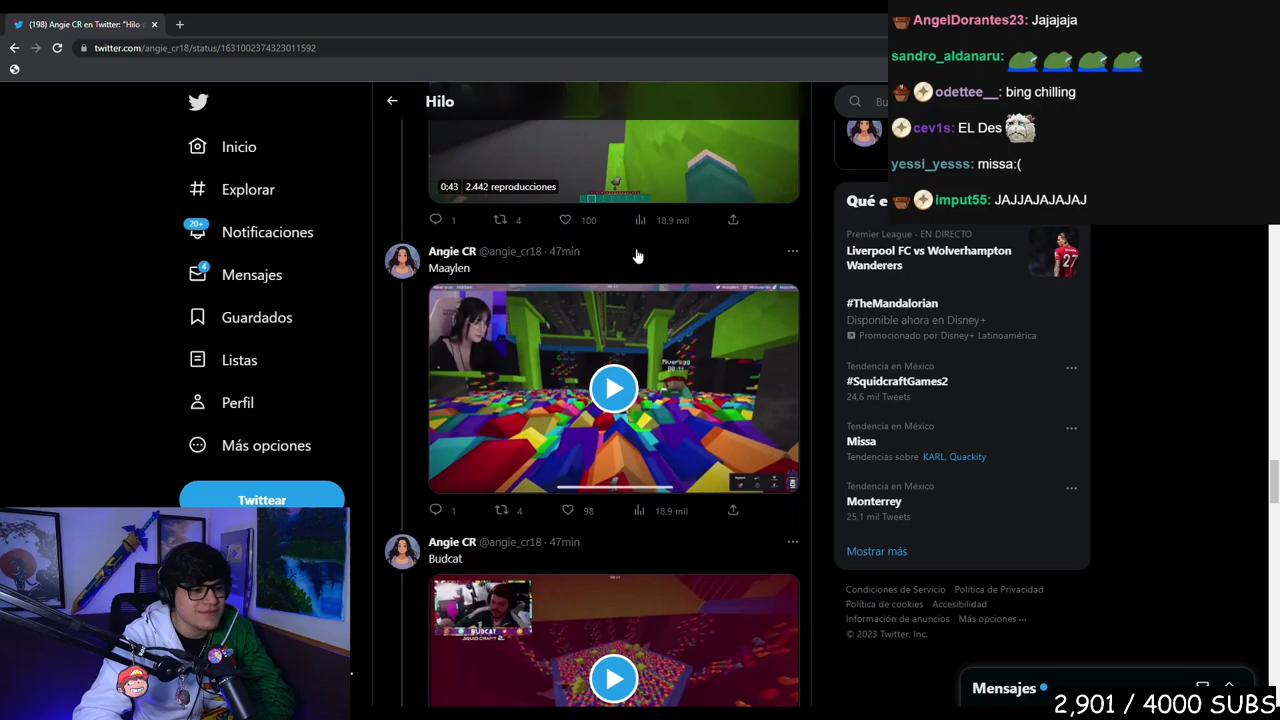 (198) Angie CR en Twitter: "Hilo
twitter.com/angie_cr18/status/1631002374323011592
Hilo
Inicio
Explorar
20+
Notificaciones
4
Mensajes
Guardados
Listas
Perfil
Más opciones
Twittear
0:43 2.442 reproducciones
1 4 100 18,9 mil
Angie CR @angie_cr18 · 47min
Maaylen
1 4 98 18,9 mil
Angie CR @angie_cr18 · 47min
Budcat
BUDCAT
AngelDorantes23: Jajajaja
sandro_aldanaru:
odettee__: bing chilling
cev1s: EL Des
yessi_yesss: missa:(
imput55: JAJJAJAJAJAJ
Bu
Qué e
Premier League - EN DIRECTO
Liverpool FC vs Wolverhampton
Wanderers
#TheMandalorian
Disponible ahora en Disney+
Promocionado por Disney+ Latinoamérica
Tendencia en México
#SquidcraftGames2
24,6 mil Tweets
Tendencia en México
Missa
Tendencias sobre KARL, Quackity
Tendencia en México
Monterrey
25,1 mil Tweets
Mostrar más
Condiciones de Servicio Política de Privacidad
Política de cookies Accesibilidad
Información de anuncios Más opciones ···
© 2023 Twitter, Inc.
Mensajes
2,901 / 4000 SUBS